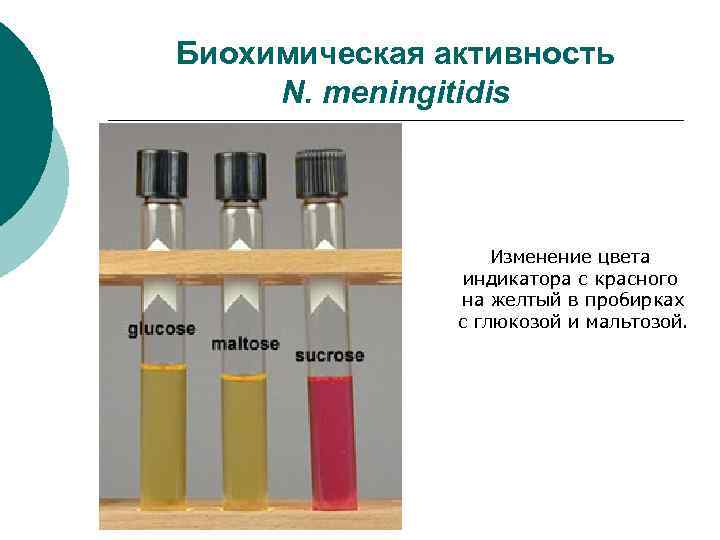 Биохимическая активность
N. meningitidis
glucose
maltose
sucrose
Изменение цвета
индикатора с красного
на желтый в пробирках
с глюкозой и мальтозой.